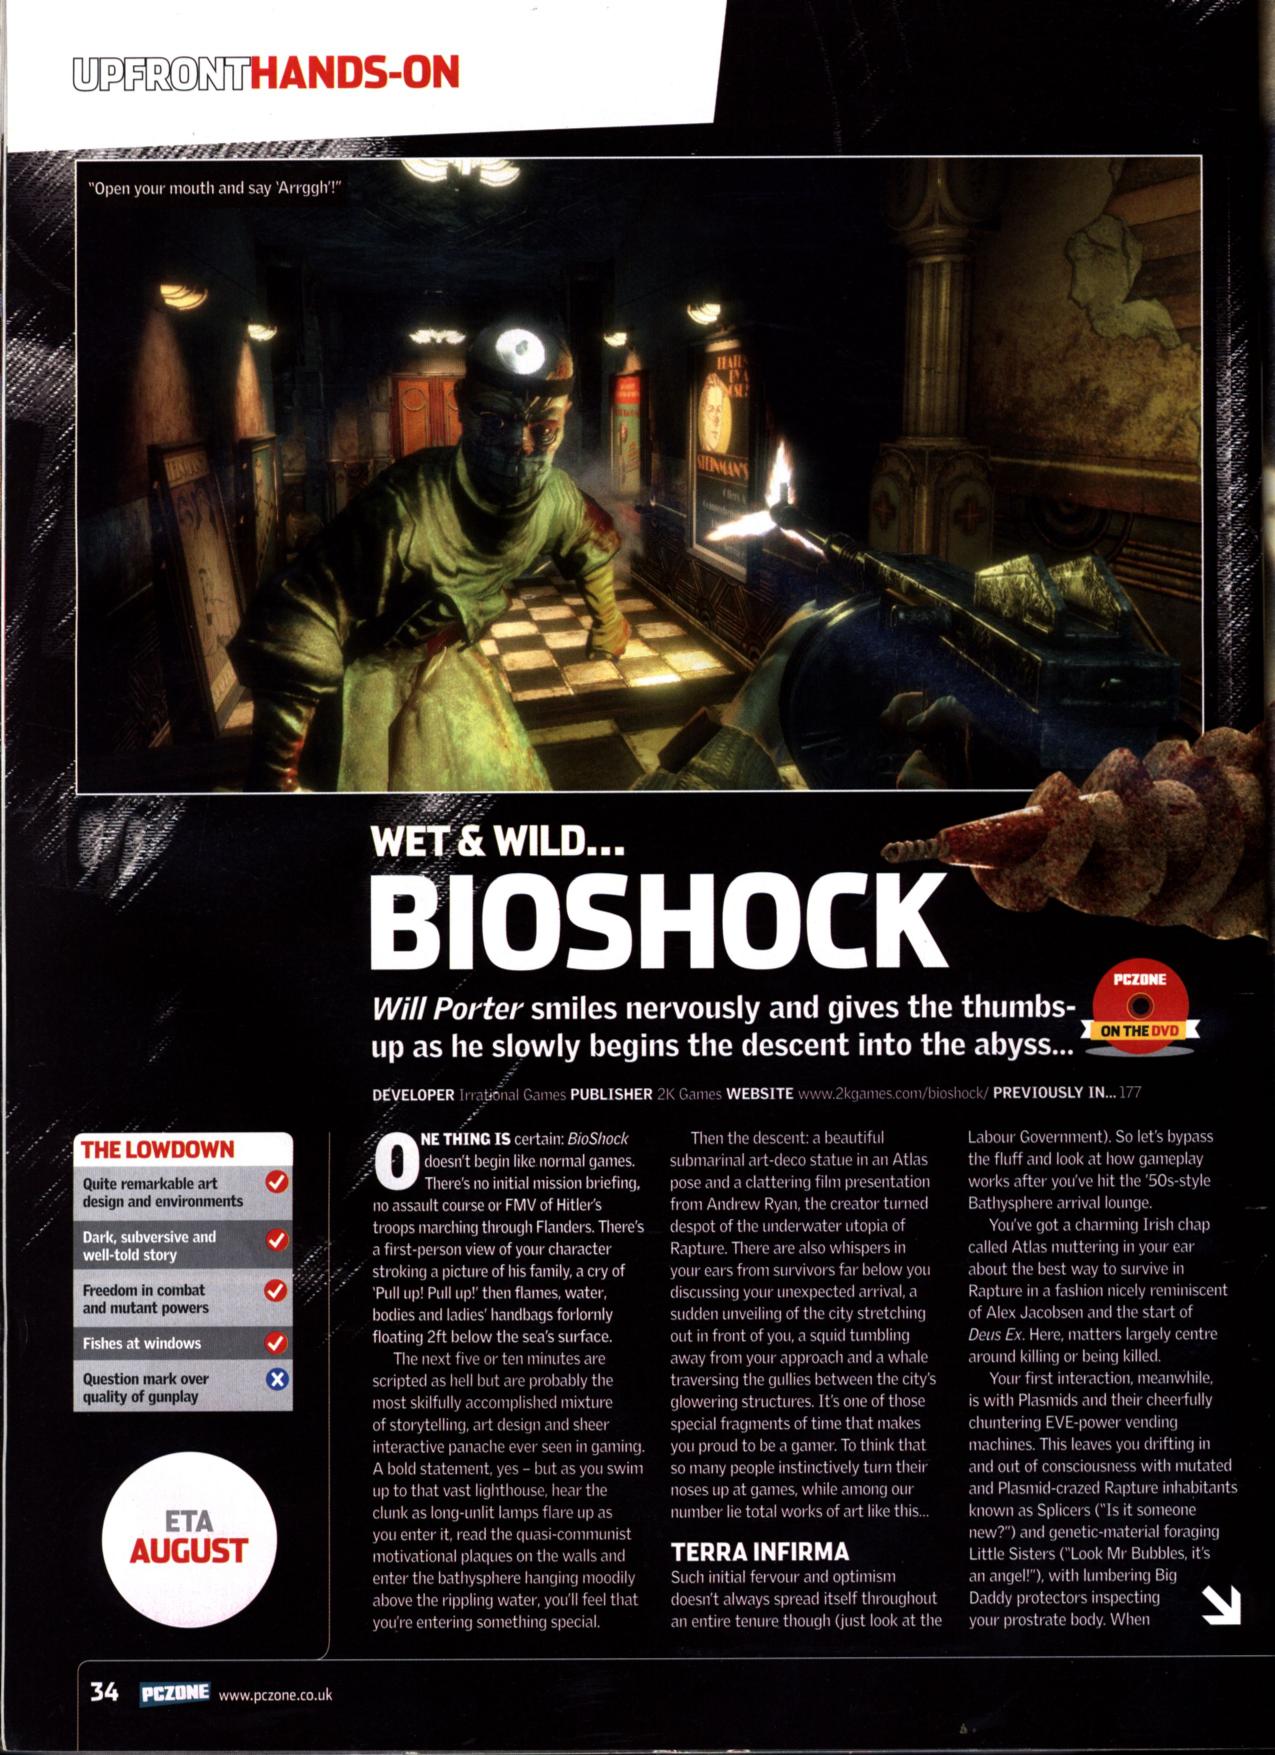 UPFRONTHANDS-ON
"Open your mouth and say 'Arrggh'!"
STEINMAN'S
WET & WILD...
BIOSHOCK
Will Porter smiles nervously and gives the thumbs-
up as he slowly begins the descent into the abyss...
PCZONE
ON THE DVD
DEVELOPER Irrational Games PUBLISHER 2K Games WEBSITE www.2kgames.com/bioshock/ PREVIOUSLY IN... 177
THE LOWDOWN
Quite remarkable art
design and environments
Dark, subversive and
well-told story
Freedom in combat
and mutant powers
Fishes at windows
Question mark over
quality of gunplay
ETA
AUGUST
ONE THING IS certain: BioShock
doesn't begin like normal games.
There's no initial mission briefing,
no assault course or FMV of Hitler's
troops marching through Flanders. There's
a first-person view of your character
stroking a picture of his family, a cry of
'Pull up! Pull up!' then flames, water,
bodies and ladies' handbags forlornly
floating 2ft below the sea's surface.
The next five or ten minutes are
scripted as hell but are probably the
most skilfully accomplished mixture
of storytelling, art design and sheer
interactive panache ever seen in gaming.
A bold statement, yes – but as you swim
up to that vast lighthouse, hear the
clunk as long-unlit lamps flare up as
you enter it, read the quasi-communist
motivational plaques on the walls and
enter the bathysphere hanging moodily
above the rippling water, you'll feel that
you're entering something special.
Then the descent: a beautiful
submarinal art-deco statue in an Atlas
pose and a clattering film presentation
from Andrew Ryan, the creator turned
despot of the underwater utopia of
Rapture. There are also whispers in
your ears from survivors far below you
discussing your unexpected arrival, a
sudden unveiling of the city stretching
out in front of you, a squid tumbling
away from your approach and a whale
traversing the gullies between the city's
glowering structures. It's one of those
special fragments of time that makes
you proud to be a gamer. To think that
so many people instinctively turn their
noses up at games, while among our
number lie total works of art like this...
TERRA INFIRMA
Such initial fervour and optimism
doesn't always spread itself throughout
an entire tenure though (just look at the
Labour Government). So let's bypass
the fluff and look at how gameplay
works after you've hit the '50s-style
Bathysphere arrival lounge.
You've got a charming Irish chap
called Atlas muttering in your ear
about the best way to survive in
Rapture in a fashion nicely reminiscent
of Alex Jacobsen and the start of
Deus Ex. Here, matters largely centre
around killing or being killed.
Your first interaction, meanwhile,
is with Plasmids and their cheerfully
chuntering EVE-power vending
machines. This leaves you drifting in
and out of consciousness with mutated
and Plasmid-crazed Rapture inhabitants
known as Splicers ("Is it someone
new?") and genetic-material foraging
Little Sisters ("Look Mr Bubbles, it's
an angel!"), with lumbering Big
Daddy protectors inspecting
your prostrate body. When
34 PCZONE www.pczone.co.uk